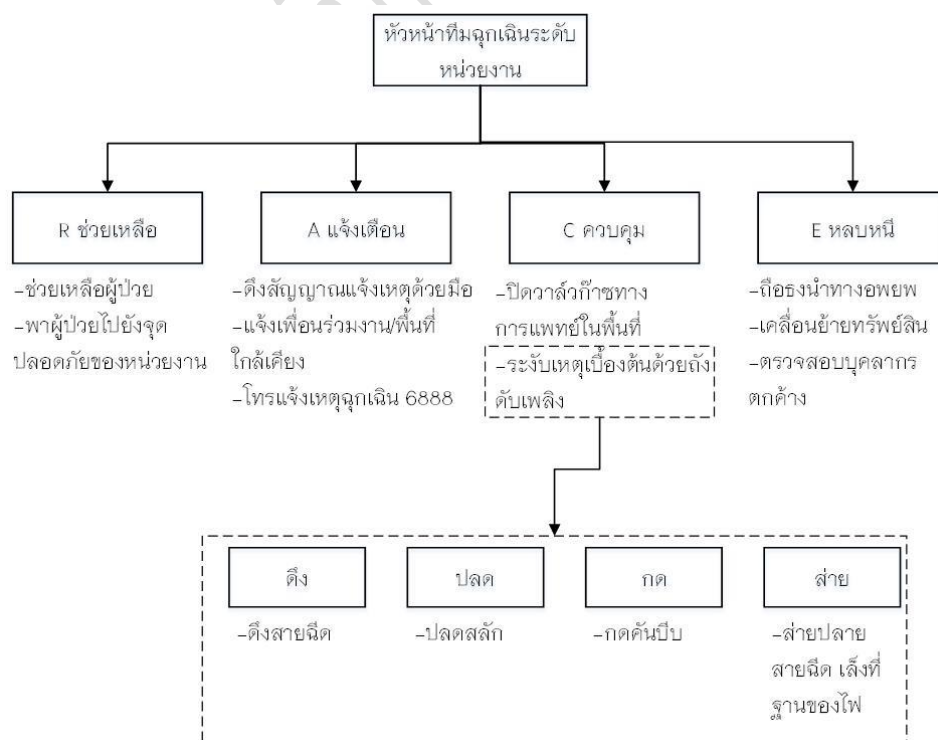 หัวหน้าทีมฉุกเฉินระดับ
หน่วยงาน
R ช่วยเหลือ
-ช่วยเหลือผู้ป่วย
-พาผู้ป่วยไปยังจุด
ปลอดภัยของหน่วยงาน
A แจ้งเตือน
-ดึงสัญญาณแจ้งเหตุด้วยมือ
-แจ้งเพื่อนร่วมงาน/พื้นที่
ใกล้เคียง
-โทรแจ้งเหตุฉุกเฉิน 6888
C ควบคุม
-ปิดวาล์วก๊าซทาง
การแพทย์ในพื้นที่
-ระงับเหตุเบื้องต้นด้วยถัง
ดับเพลิง
E หลบหนี
-ถือธงนำทางอพยพ
-เคลื่อนย้ายทรัพย์สิน
-ตรวจสอบบุคลากร
ตกค้าง
ดึง
-ดึงสายฉีด
ปลด
-ปลดสลัก
กด
-กดคันบีบ
ส่าย
-ส่ายปลาย
สายฉีด เล็งที่
ฐานของไฟ